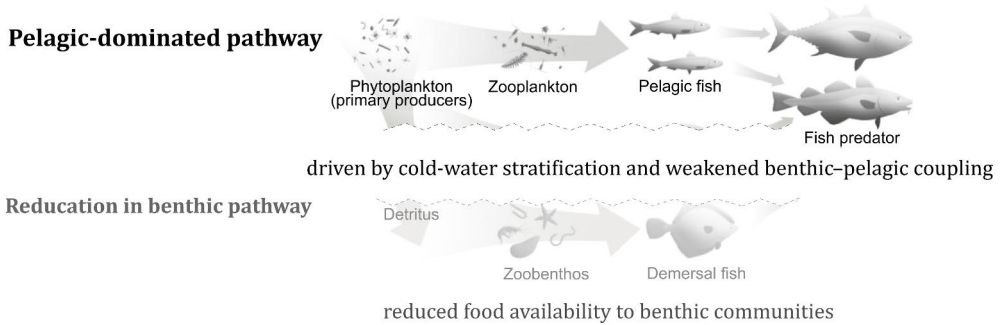 Pelagic-dominated pathway
Phytoplankton
(primary producers)
Zooplankton
Pelagic fish
Fish predator
driven by cold-water stratification and weakened benthic–pelagic coupling
Reducation in benthic pathway
Detritus
Zoobenthos
Demersal fish
reduced food availability to benthic communities